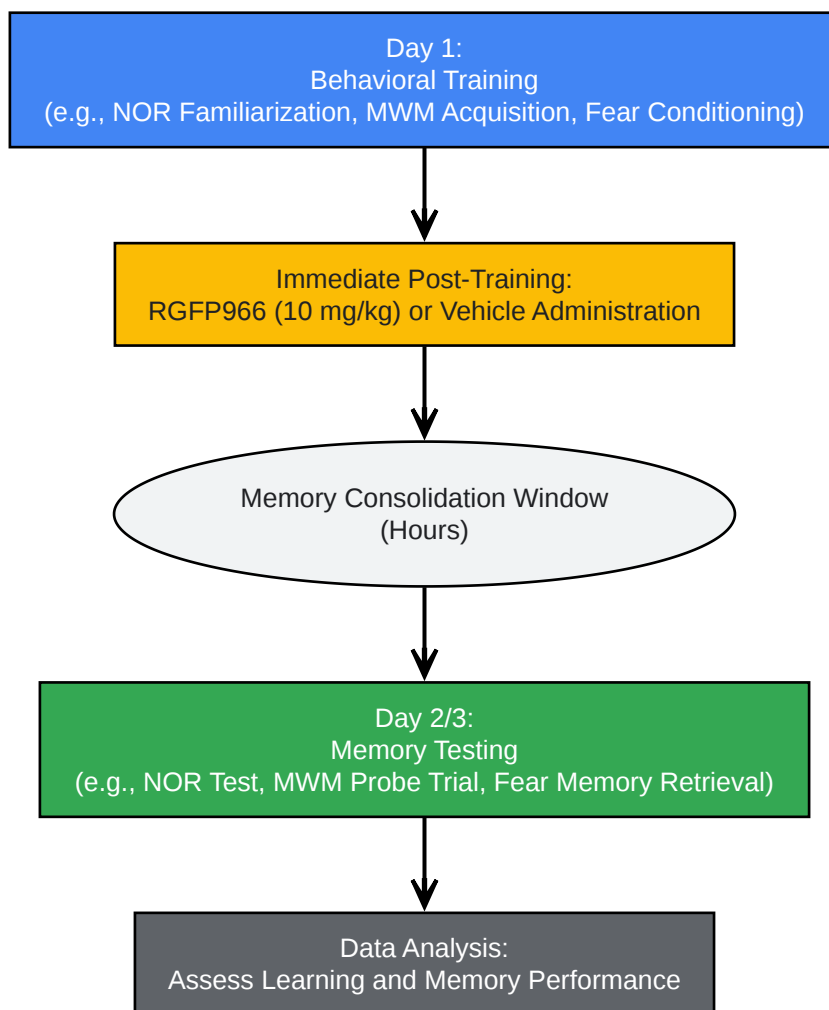 Day 1:
Behavioral Training
(e.g., NOR Familiarization, MWM Acquisition, Fear Conditioning)
Immediate Post-Training:
RGFP966 (10 mg/kg) or Vehicle Administration
Memory Consolidation Window
(Hours)
Day 2/3:
Memory Testing
(e.g., NOR Test, MWM Probe Trial, Fear Memory Retrieval)
Data Analysis:
Assess Learning and Memory Performance